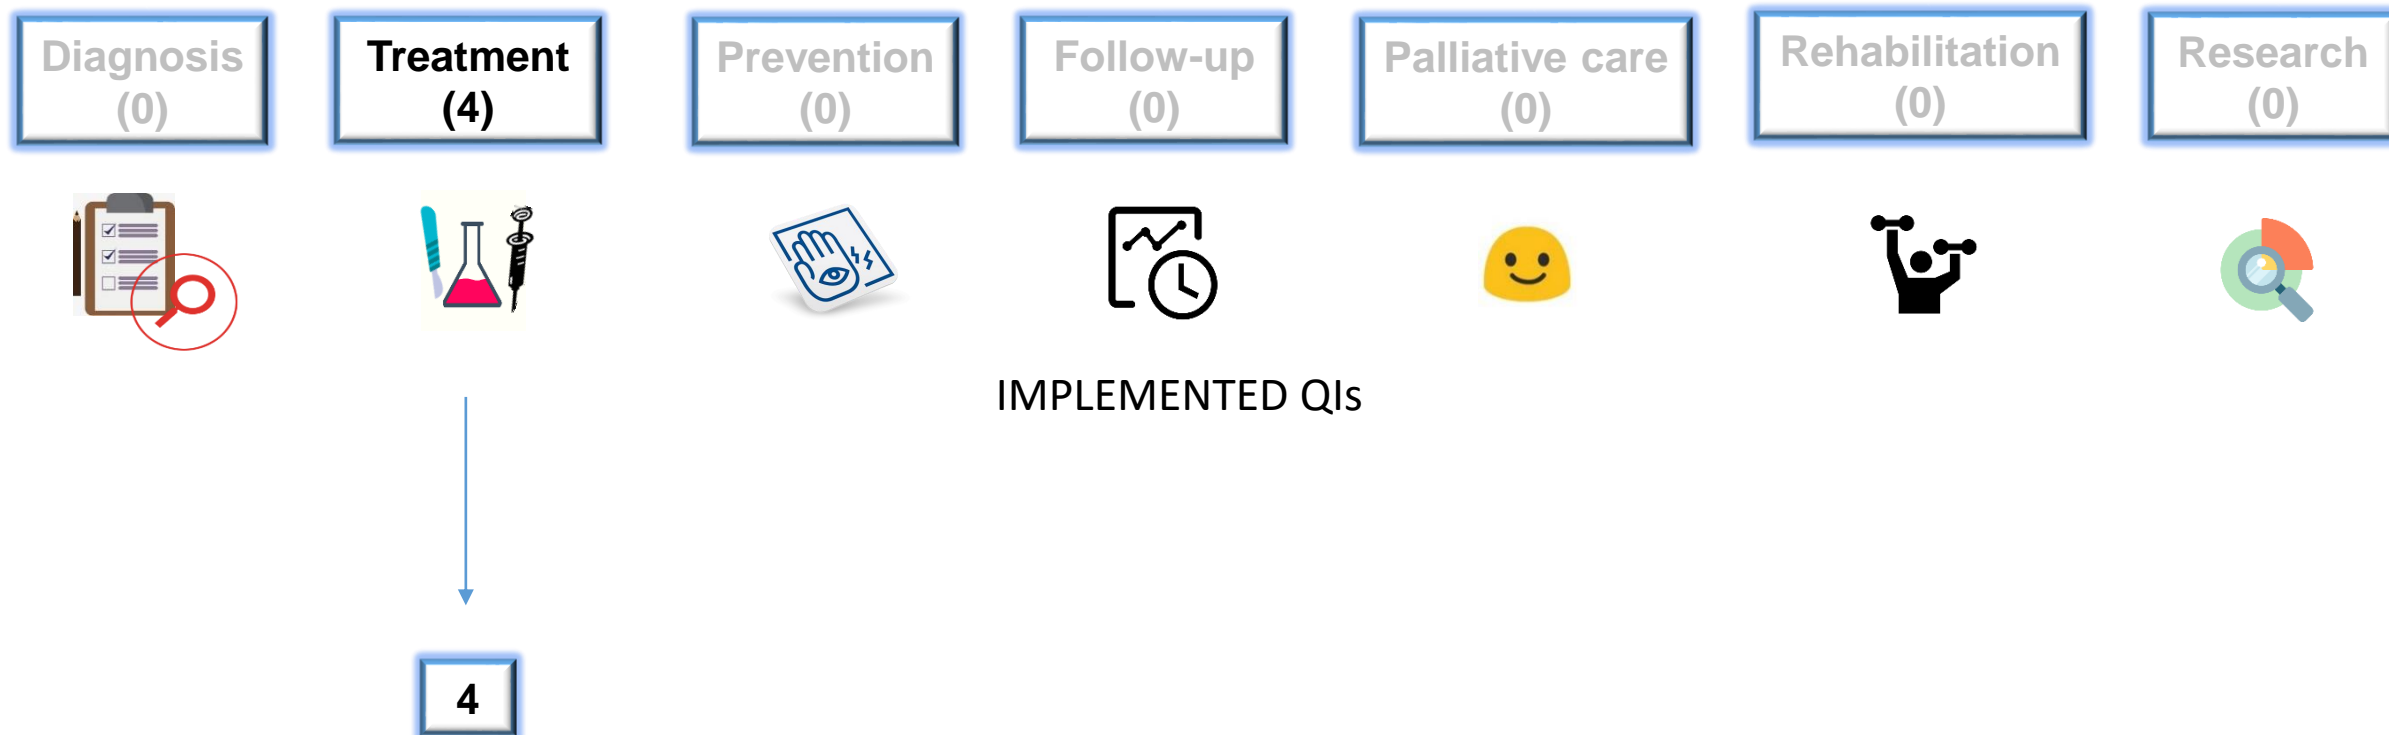 Diagnosis
(0)
Treatment
(4)
Prevention
(0)
Follow-up
(0)
Palliative care
(0)
Rehabilitation
(0)
Research
(0)
IMPLEMENTED QIs
4